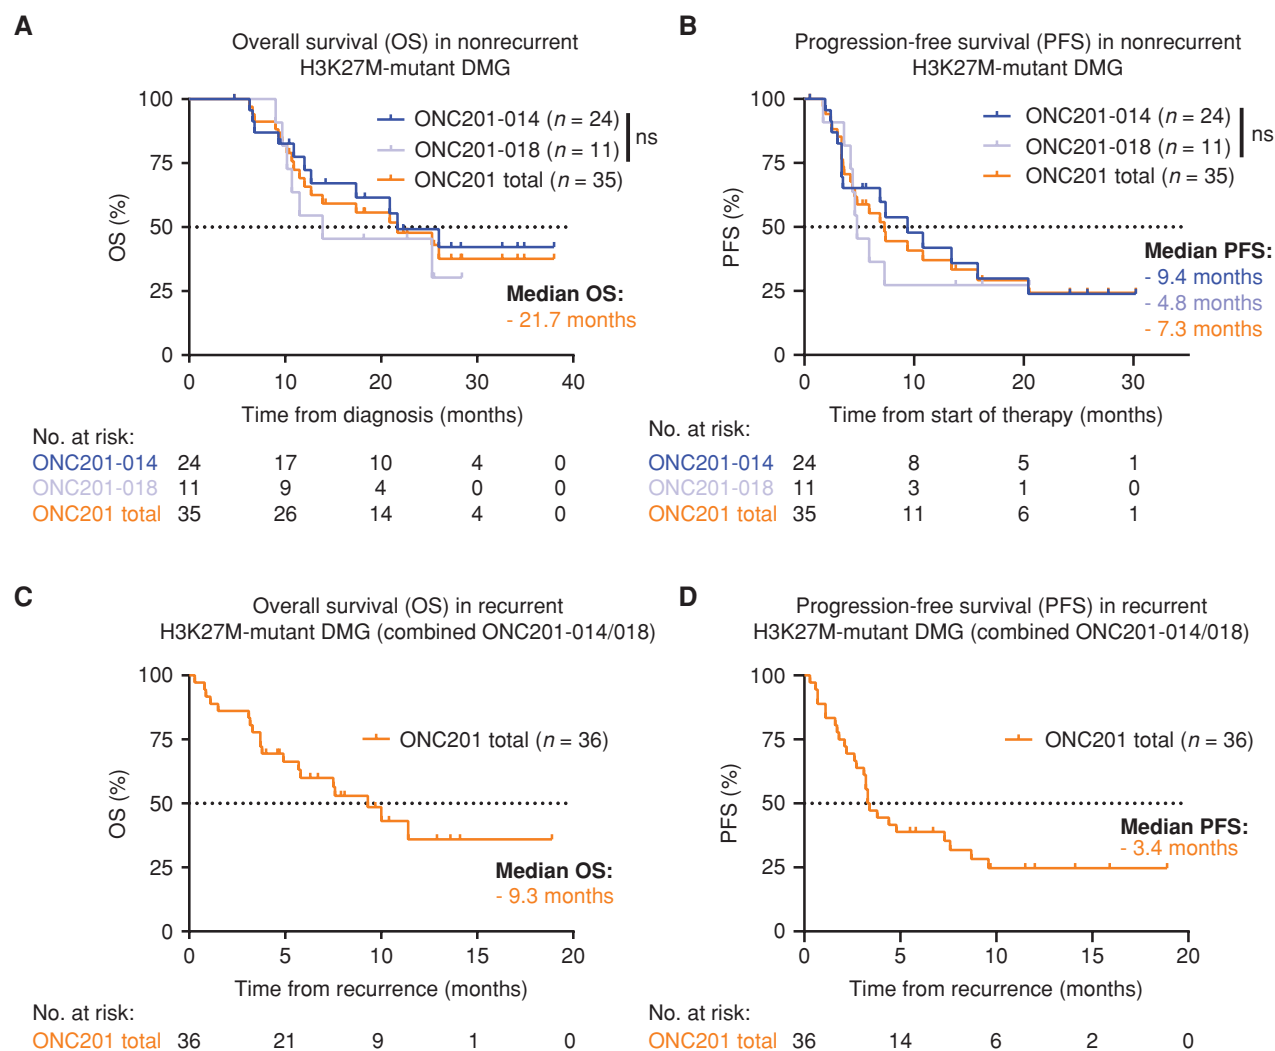 A
Overall survival (OS) in nonrecurrent
H3K27M-mutant DMG
100
75
50
25
0
OS (%)
ONC201-014 (n = 24)
ONC201-018 (n = 11)
ns
ONC201 total (n = 35)
Median OS:
- 21.7 months
0 10 20 30 40
Time from diagnosis (months)
No. at risk:
ONC201-014 24 17 10 4 0
ONC201-018 11 9 4 0 0
ONC201 total 35 26 14 4 0
B
Progression-free survival (PFS) in nonrecurrent
H3K27M-mutant DMG
100
75
50
25
0
PFS (%)
ONC201-014 (n = 24)
ONC201-018 (n = 11)
ns
ONC201 total (n = 35)
Median PFS:
- 9.4 months
- 4.8 months
- 7.3 months
0 10 20 30
Time from start of therapy (months)
No. at risk:
ONC201-014 24 8 5 1
ONC201-018 11 3 1 0
ONC201 total 35 11 6 1
C
Overall survival (OS) in recurrent
H3K27M-mutant DMG (combined ONC201-014/018)
100
75
50
25
0
OS (%)
ONC201 total (n = 36)
Median OS:
- 9.3 months
0 5 10 15 20
Time from recurrence (months)
No. at risk:
ONC201 total 36 21 9 1 0
D
Progression-free survival (PFS) in recurrent
H3K27M-mutant DMG (combined ONC201-014/018)
100
75
50
25
0
PFS (%)
ONC201 total (n = 36)
Median PFS:
- 3.4 months
0 5 10 15 20
Time from recurrence (months)
No. at risk:
ONC201 total 36 14 6 2 0